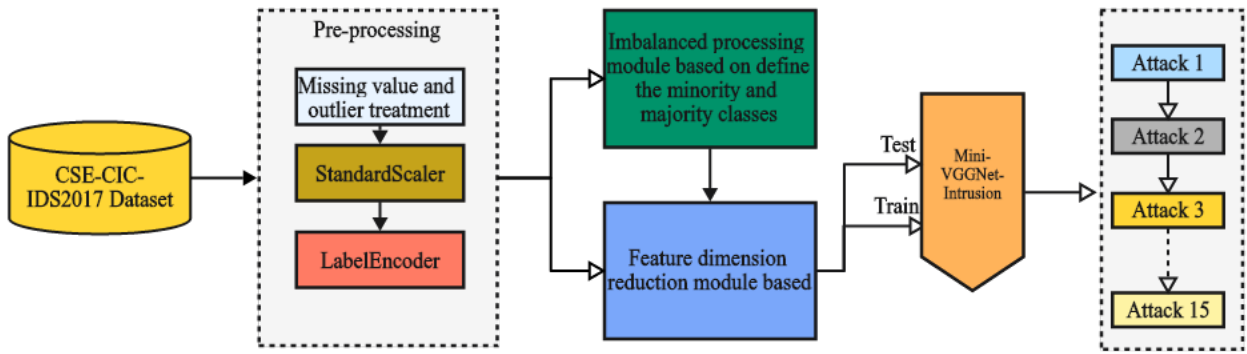 CSE-CIC-
IDS2017 Dataset
Pre-processing
Missing value and
outlier treatment
StandardScaler
LabelEncoder
Imbalanced processing
module based on define
the minority and
majority classes
Feature dimension
reduction module based
Test
Train
Mini-
VGGNet-
Intrusion
Attack 1
Attack 2
Attack 3
Attack 15